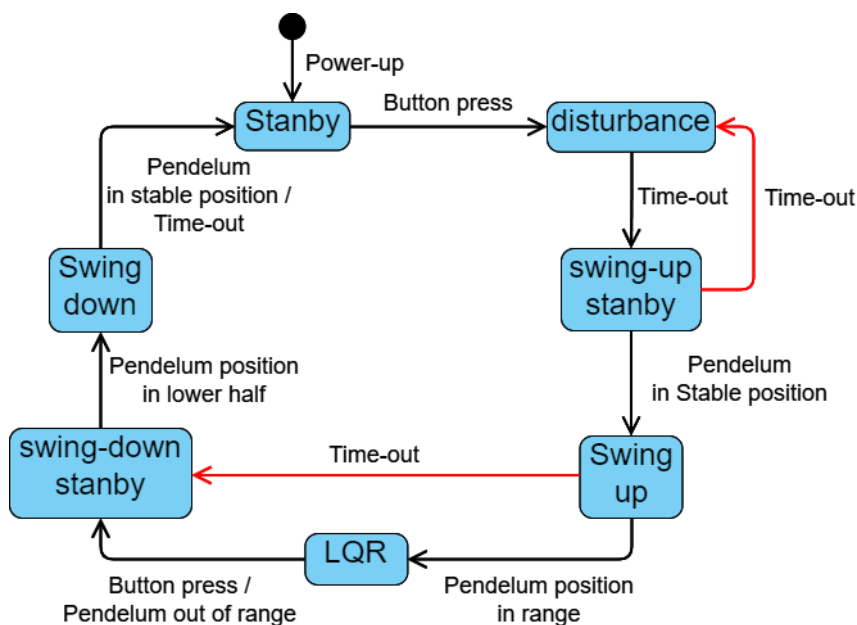 Power-up
Stanby
Button press
disturbance
Pendelum
in stable position /
Time-out
Time-out
Time-out
Swing
down
swing-up
stanby
Pendelum position
in lower half
Pendelum
in Stable position
swing-down
stanby
Time-out
Swing
up
LQR
Button press /
Pendelum out of range
Pendelum position
in range